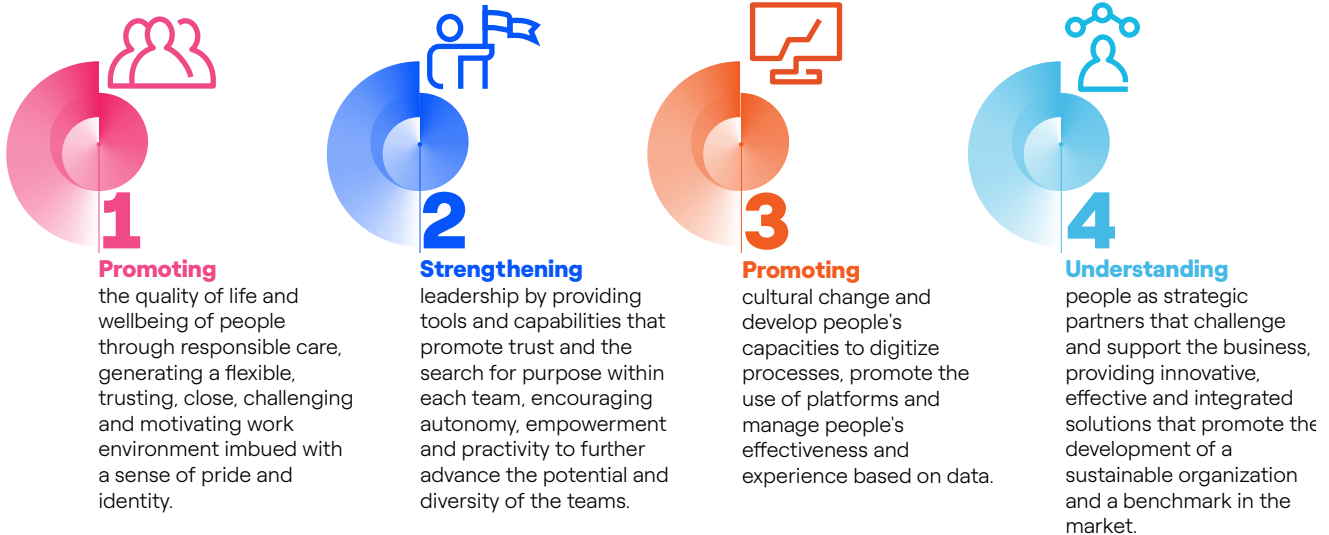 1
Promoting
the quality of life and
wellbeing of people
through responsible care,
generating a flexible,
trusting, close, challenging
and motivating work
environment imbued with
a sense of pride and
identity.
2
Strengthening
leadership by providing
tools and capabilities that
promote trust and the
search for purpose within
each team, encouraging
autonomy, empowerment
and practivity to further
advance the potential and
diversity of the teams.
3
Promoting
cultural change and
develop people's
capacities to digitize
processes, promote the
use of platforms and
manage people's
effectiveness and
experience based on data.
4
Understanding
people as strategic
partners that challenge
and support the business,
providing innovative,
effective and integrated
solutions that promote the
development of a
sustainable organization
and a benchmark in the
market.